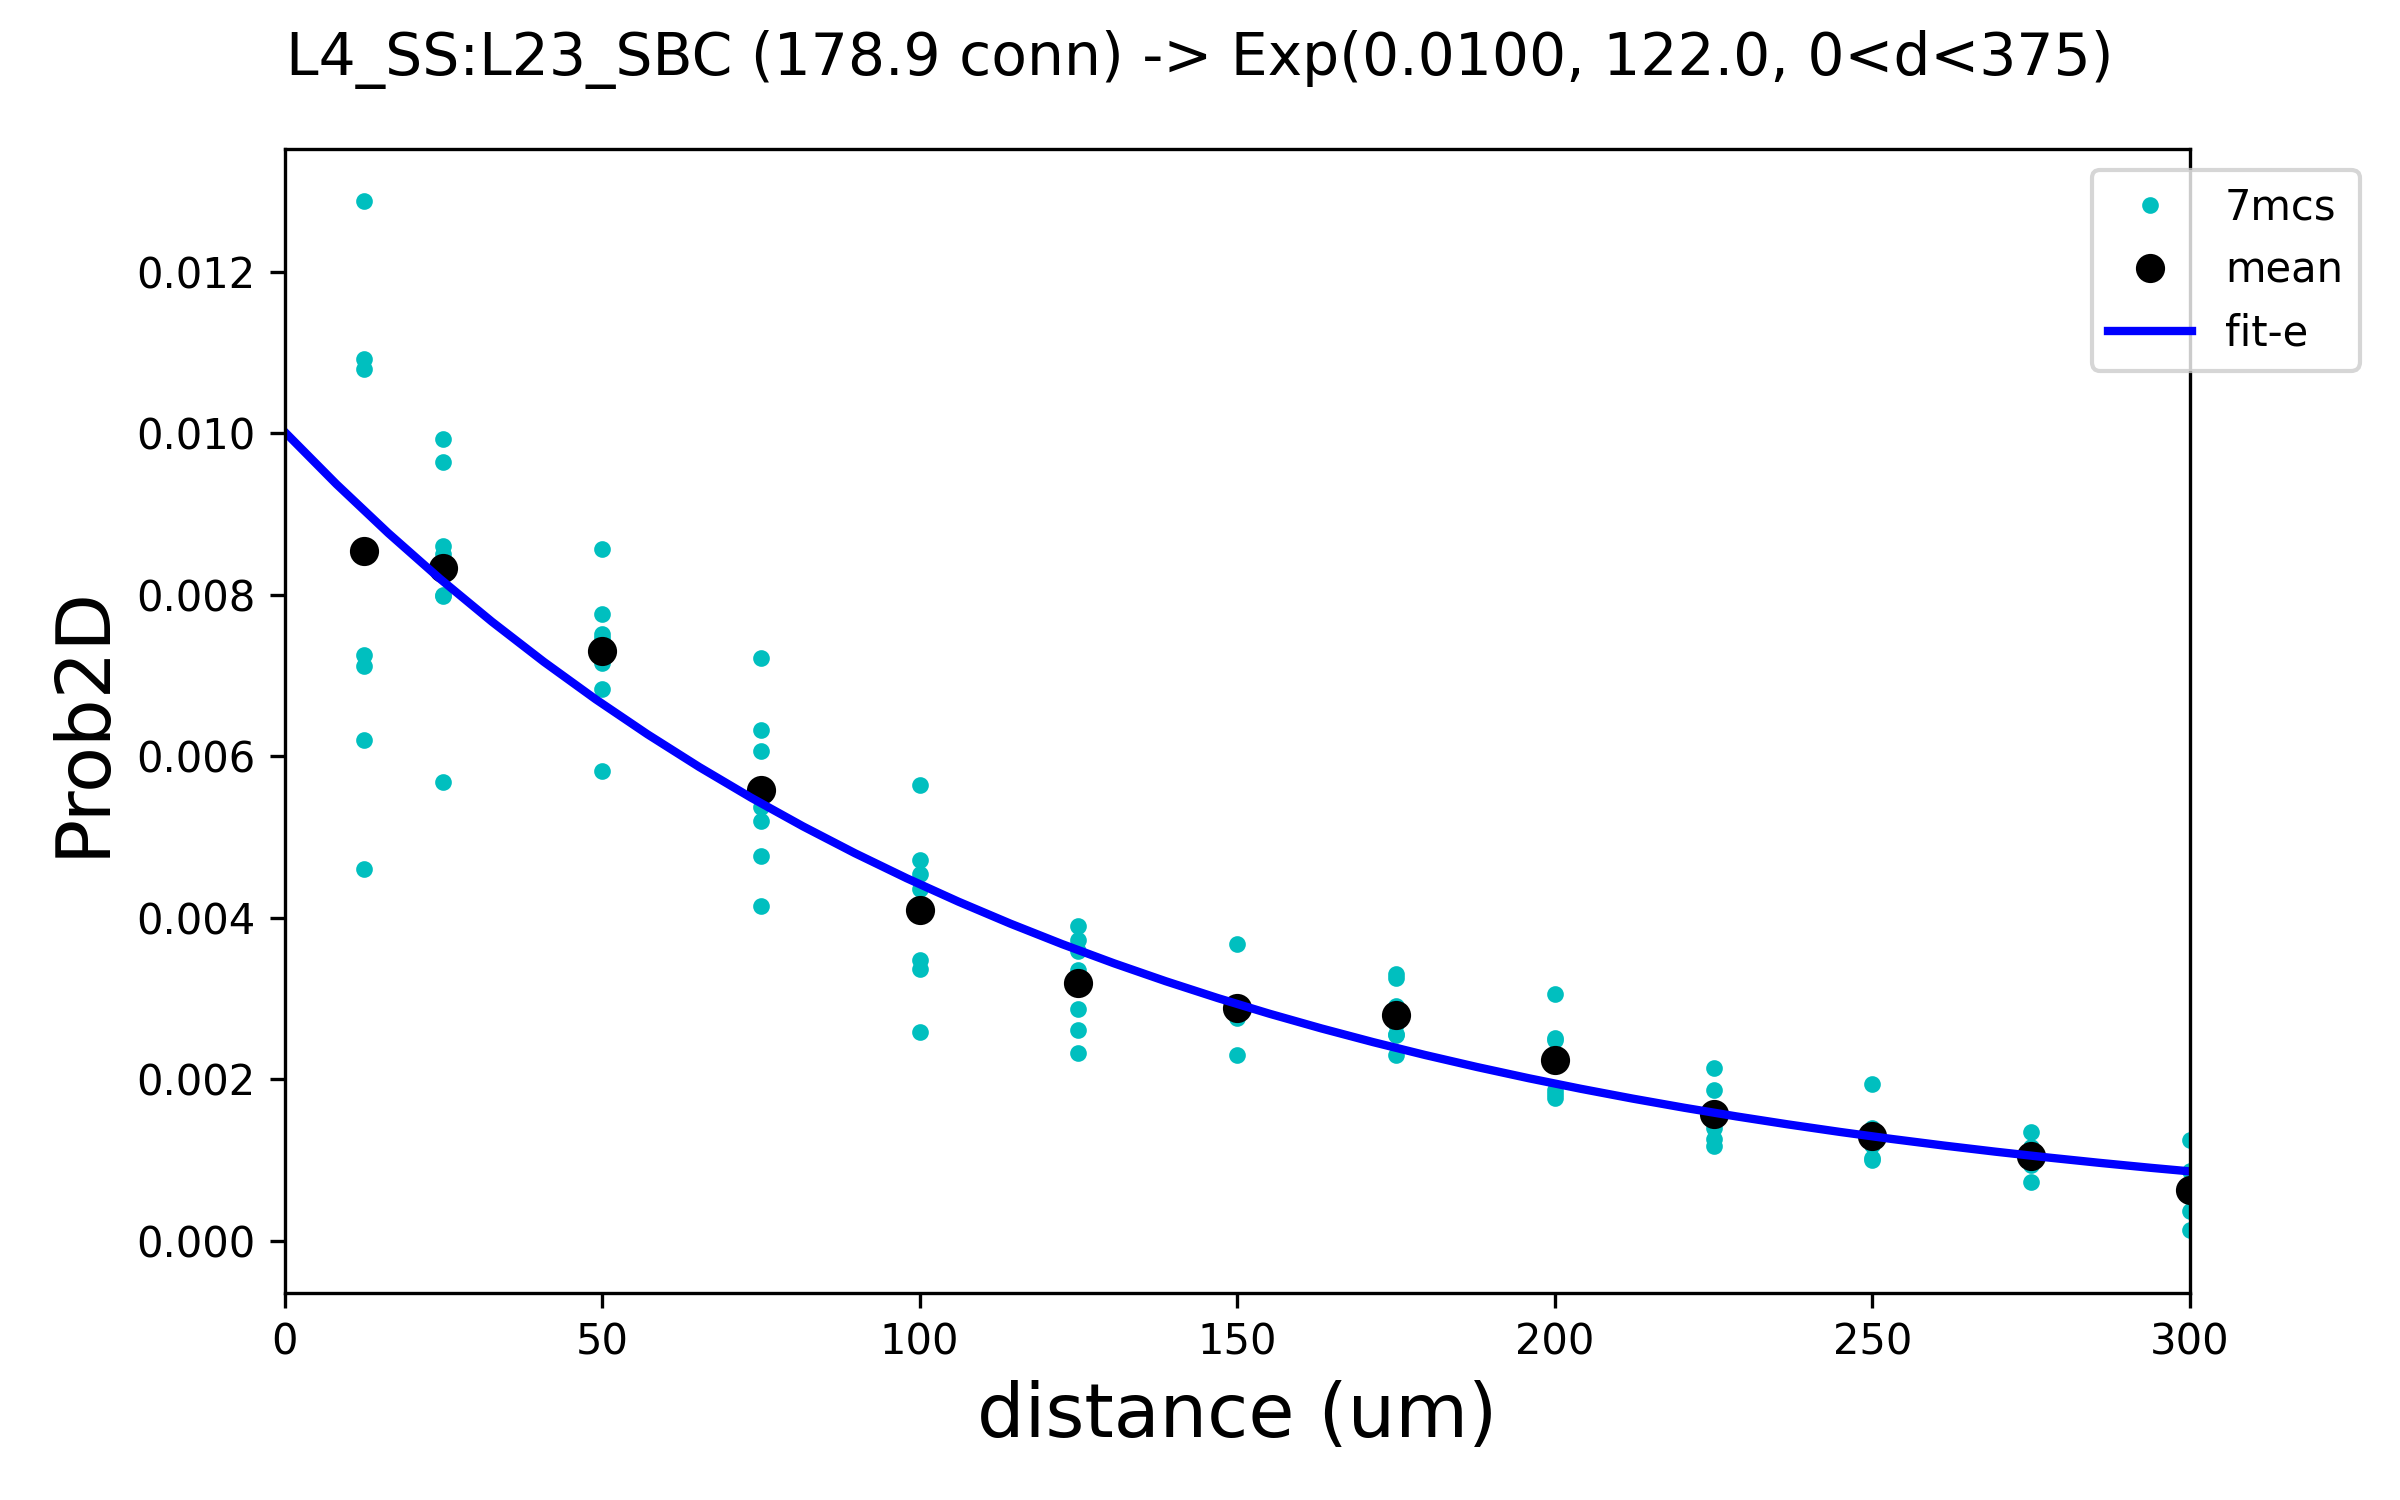 L4_SS:L23_SBC (178.9 conn) -> Exp(0.0100, 122.0, 0<d<375)
7mcs
mean
fit-e
Prob2D
0.012
0.010
0.008
0.006
0.004
0.002
0.000
0 50 100 150 200 250 300
distance (um)